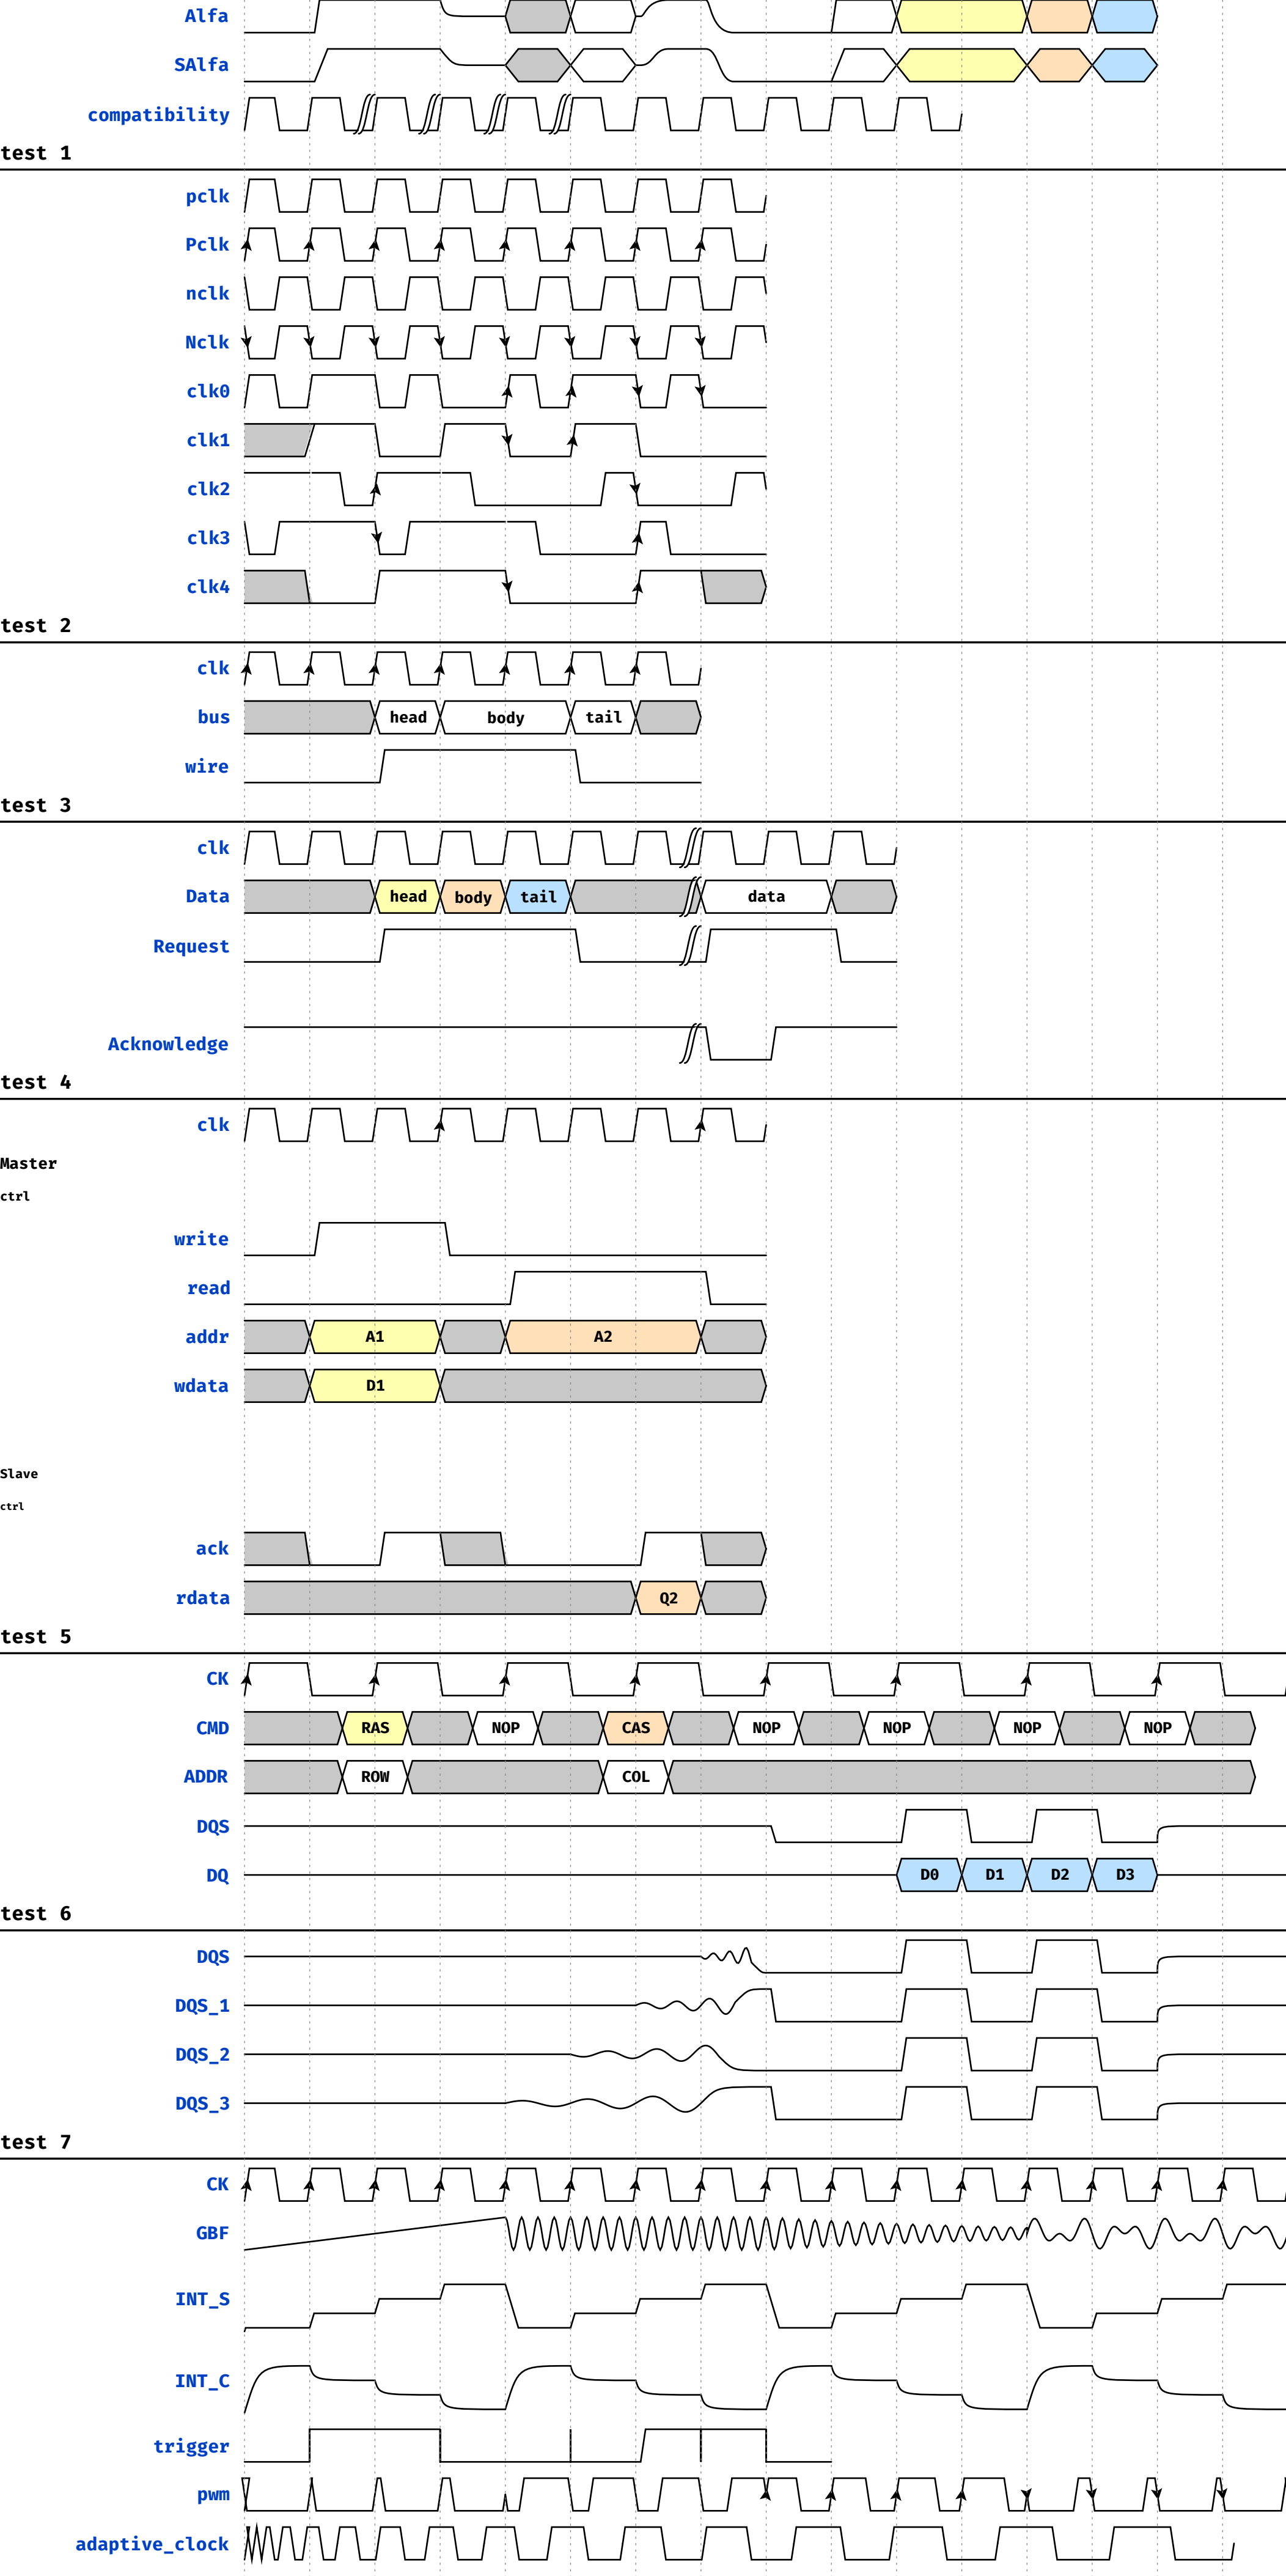 Alfa
SAlfa
compatibility
test 1
pclk
Pclk
nclk
Nclk
clk0
clk1
clk2
clk3
clk4
test 2
clk
bus head body tail
wire
test 3
clk
Data head body tail data
Request
Acknowledge
test 4
clk
Master
ctrl
write
read
addr A1 A2
wdata D1
Slave
ctrl
ack
rdata Q2
test 5
CK
CMD RAS NOP CAS NOP NOP NOP NOP
ADDR ROW COL
DQS
DQ D0 D1 D2 D3
test 6
DQS
DQS_1
DQS_2
DQS_3
test 7
CK
GBF
INT_S
INT_C
trigger
pwm
adaptive_clock